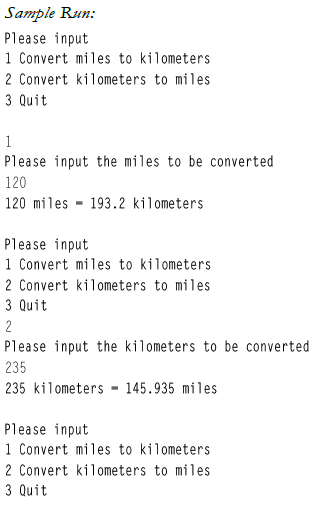 Sample Run:
Please input
1 Convert miles to kilometers
2 Convert kilometers to miles
3 Quit
1
Please input the miles to be converted
120
120 miles = 193.2 kilometers
Please input
1 Convert miles to kilometers
2 Convert kilometers to miles
3 Quit
2
Please input the kilometers to be converted
235
235 kilometers = 145.935 miles
Please input
1 Convert miles to kilometers
2 Convert kilometers to miles
3 Quit